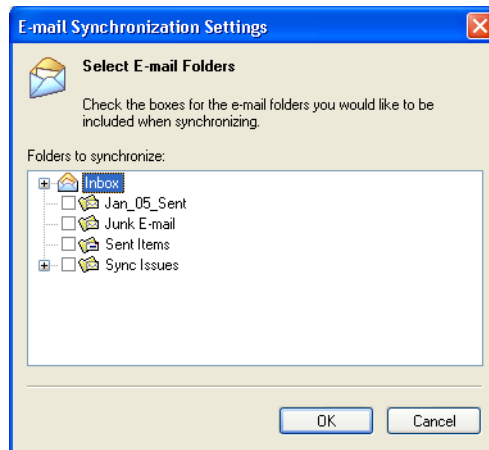 E-mail Synchronization Settings
Select E-mail Folders
Check the boxes for the e-mail folders you would like to be
included when synchronizing.
Folders to synchronize:
Inbox
Jan_05_Sent
Junk E-mail
Sent Items
Sync Issues
OK
Cancel